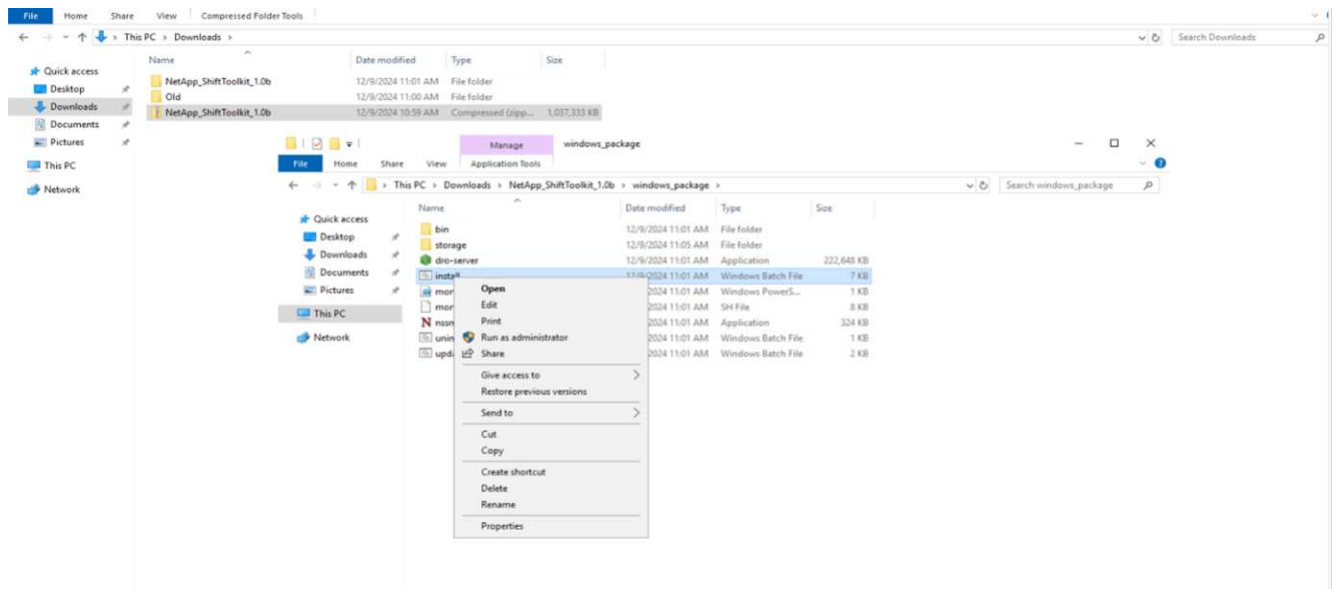 File Home Share View Compressed Folder Tools
This PC > Downloads >
Search Downloads
Name Date modified Type Size
Quick access
Desktop
Downloads
Documents
Pictures
This PC
Network
NetApp_ShiftToolkit_1.0b 12/9/2024 11:01 AM File folder
Old 12/9/2024 11:00 AM File folder
NetApp_ShiftToolkit_1.0b 12/9/2024 10:59 AM Compressed (zipp... 1,037,333 KB
Manage windows_package
File Home Share View Application Tools
This PC > Downloads > NetApp_ShiftToolkit_1.0b > windows_package >
Search windows_package
Name Date modified Type Size
Quick access
Desktop
Downloads
Documents
Pictures
This PC
Network
bin 12/9/2024 11:01 AM File folder
storage 12/9/2024 11:05 AM File folder
dro-server 12/9/2024 11:01 AM Application 222,648 KB
install 12/9/2024 11:01 AM Windows Batch File 7 KB
2024 11:01 AM Windows PowerS... 1 KB
2024 11:01 AM SH File 8 KB
2024 11:01 AM Application 324 KB
unin 2024 11:01 AM Windows Batch File 1 KB
2024 11:01 AM Windows Batch File 2 KB
Open
Edit
Print
Run as administrator
Share
Give access to
Restore previous versions
Send to
Cut
Copy
Create shortcut
Delete
Rename
Properties